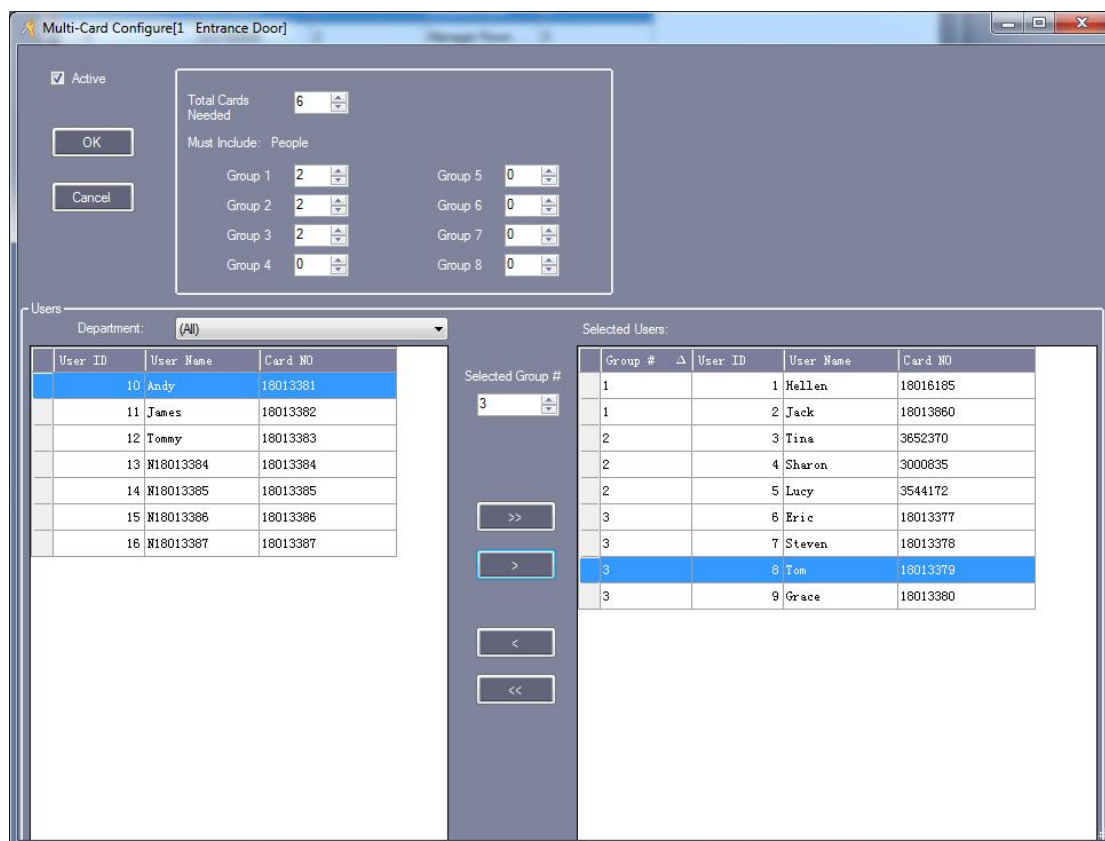 Multi-Card Configure[1 Entrance Door]
Active
OK
Cancel
Total Cards Needed 6
Must Include: People
Group 1 2 Group 5 0
Group 2 2 Group 6 0
Group 3 2 Group 7 0
Group 4 0 Group 8 0
Users
Department: (All)
User ID User Name Card NO
10 Andy 18013381
11 James 18013382
12 Tommy 18013383
13 N18013384 18013384
14 N18013385 18013385
15 N18013386 18013386
16 N18013387 18013387
Selected Group #
3
>>
>
<
<<
Selected Users:
Group # User ID User Name Card NO
1 1 Hellen 18016185
1 2 Jack 18013860
2 3 Tina 3652370
2 4 Sharon 3000835
2 5 Lucy 3544172
3 6 Eric 18013377
3 7 Steven 18013378
3 8 Tom 18013379
3 9 Grace 18013380